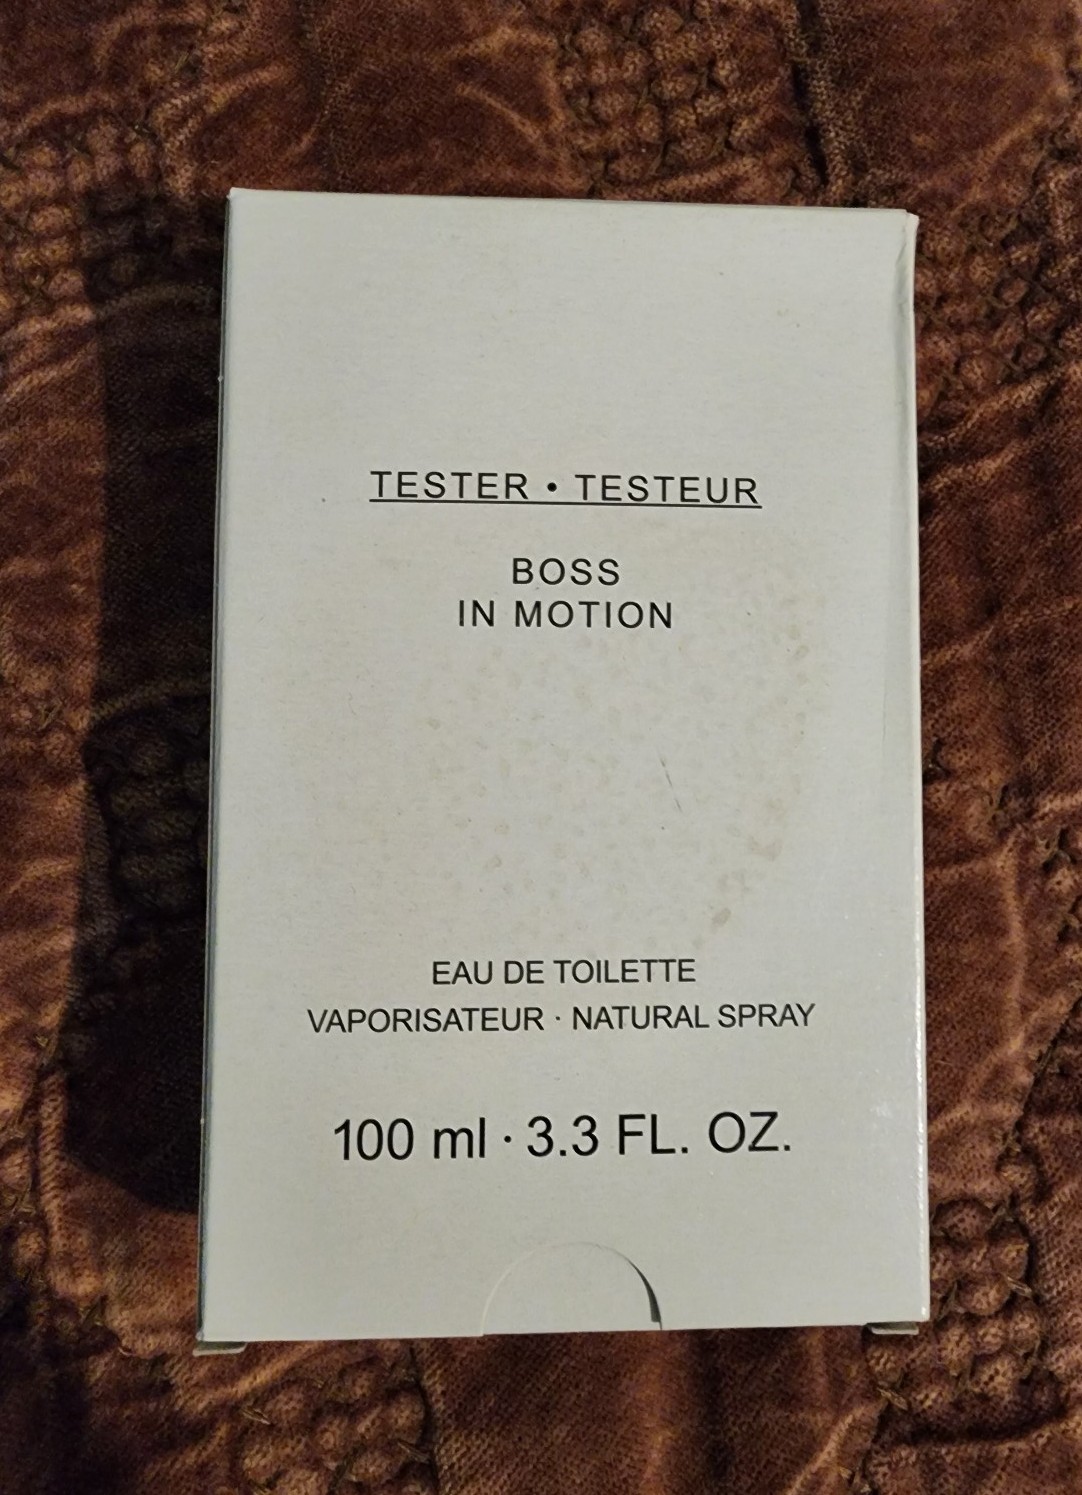 TESTER • TESTEUR
BOSS
IN MOTION
EAU DE TOILETTE
VAPORISATEUR · NATURAL SPRAY
100 ml · 3.3 FL. OZ.